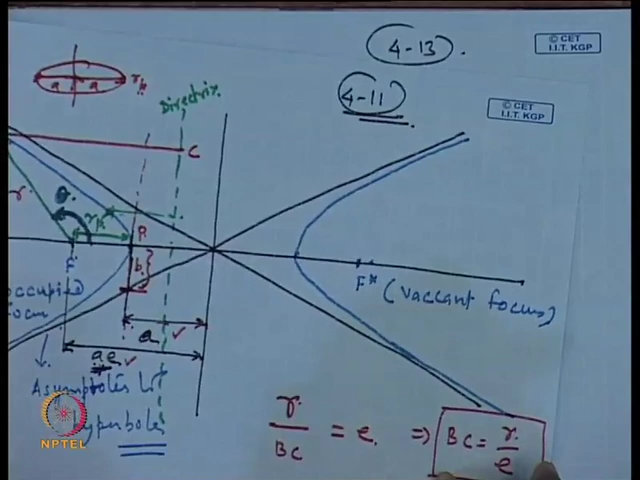 4-13
© CET
I.I.T. KGP
4-11
© CET
I.I.T. KGP
a a
Directrix
C
r
θ
P
F
b
F* (vaccant focus)
occupied
focus
a
ae
Asymptotes
hyperbola
r/BC = e ⇒ BC = r/e
NPTEL